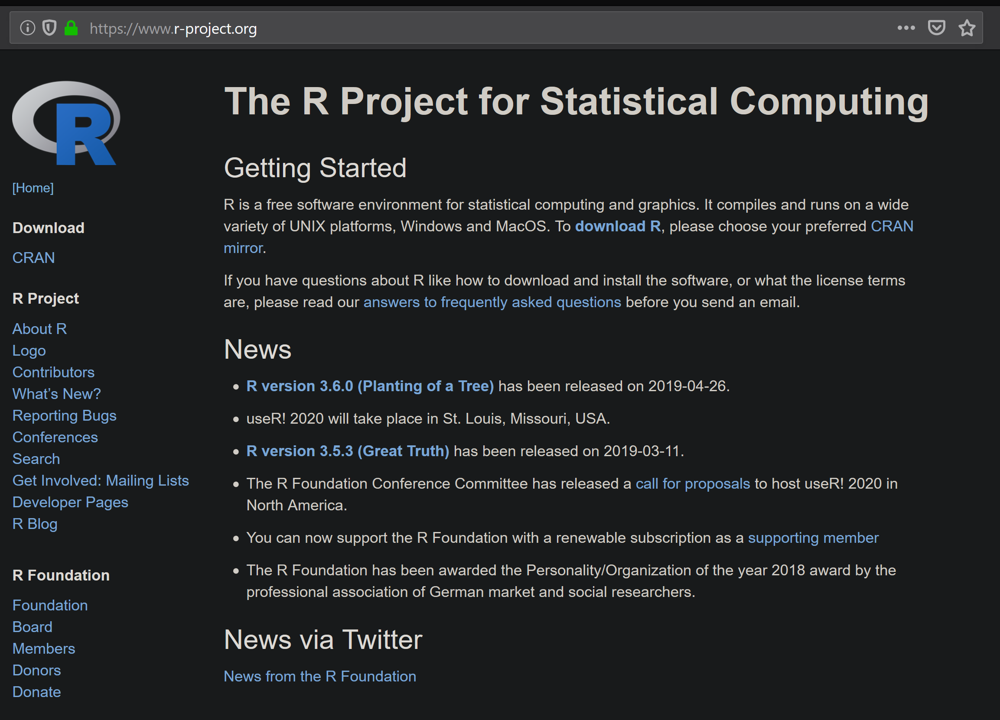 https://www.r-project.org
R
[Home]
Download
CRAN
R Project
About R
Logo
Contributors
What’s New?
Reporting Bugs
Conferences
Search
Get Involved: Mailing Lists
Developer Pages
R Blog
R Foundation
Foundation
Board
Members
Donors
Donate
The R Project for Statistical Computing
Getting Started
R is a free software environment for statistical computing and graphics. It compiles and runs on a wide
variety of UNIX platforms, Windows and MacOS. To download R, please choose your preferred CRAN
mirror.
If you have questions about R like how to download and install the software, or what the license terms
are, please read our answers to frequently asked questions before you send an email.
News
R version 3.6.0 (Planting of a Tree) has been released on 2019-04-26.
useR! 2020 will take place in St. Louis, Missouri, USA.
R version 3.5.3 (Great Truth) has been released on 2019-03-11.
The R Foundation Conference Committee has released a call for proposals to host useR! 2020 in
North America.
You can now support the R Foundation with a renewable subscription as a supporting member
The R Foundation has been awarded the Personality/Organization of the year 2018 award by the
professional association of German market and social researchers.
News via Twitter
News from the R Foundation